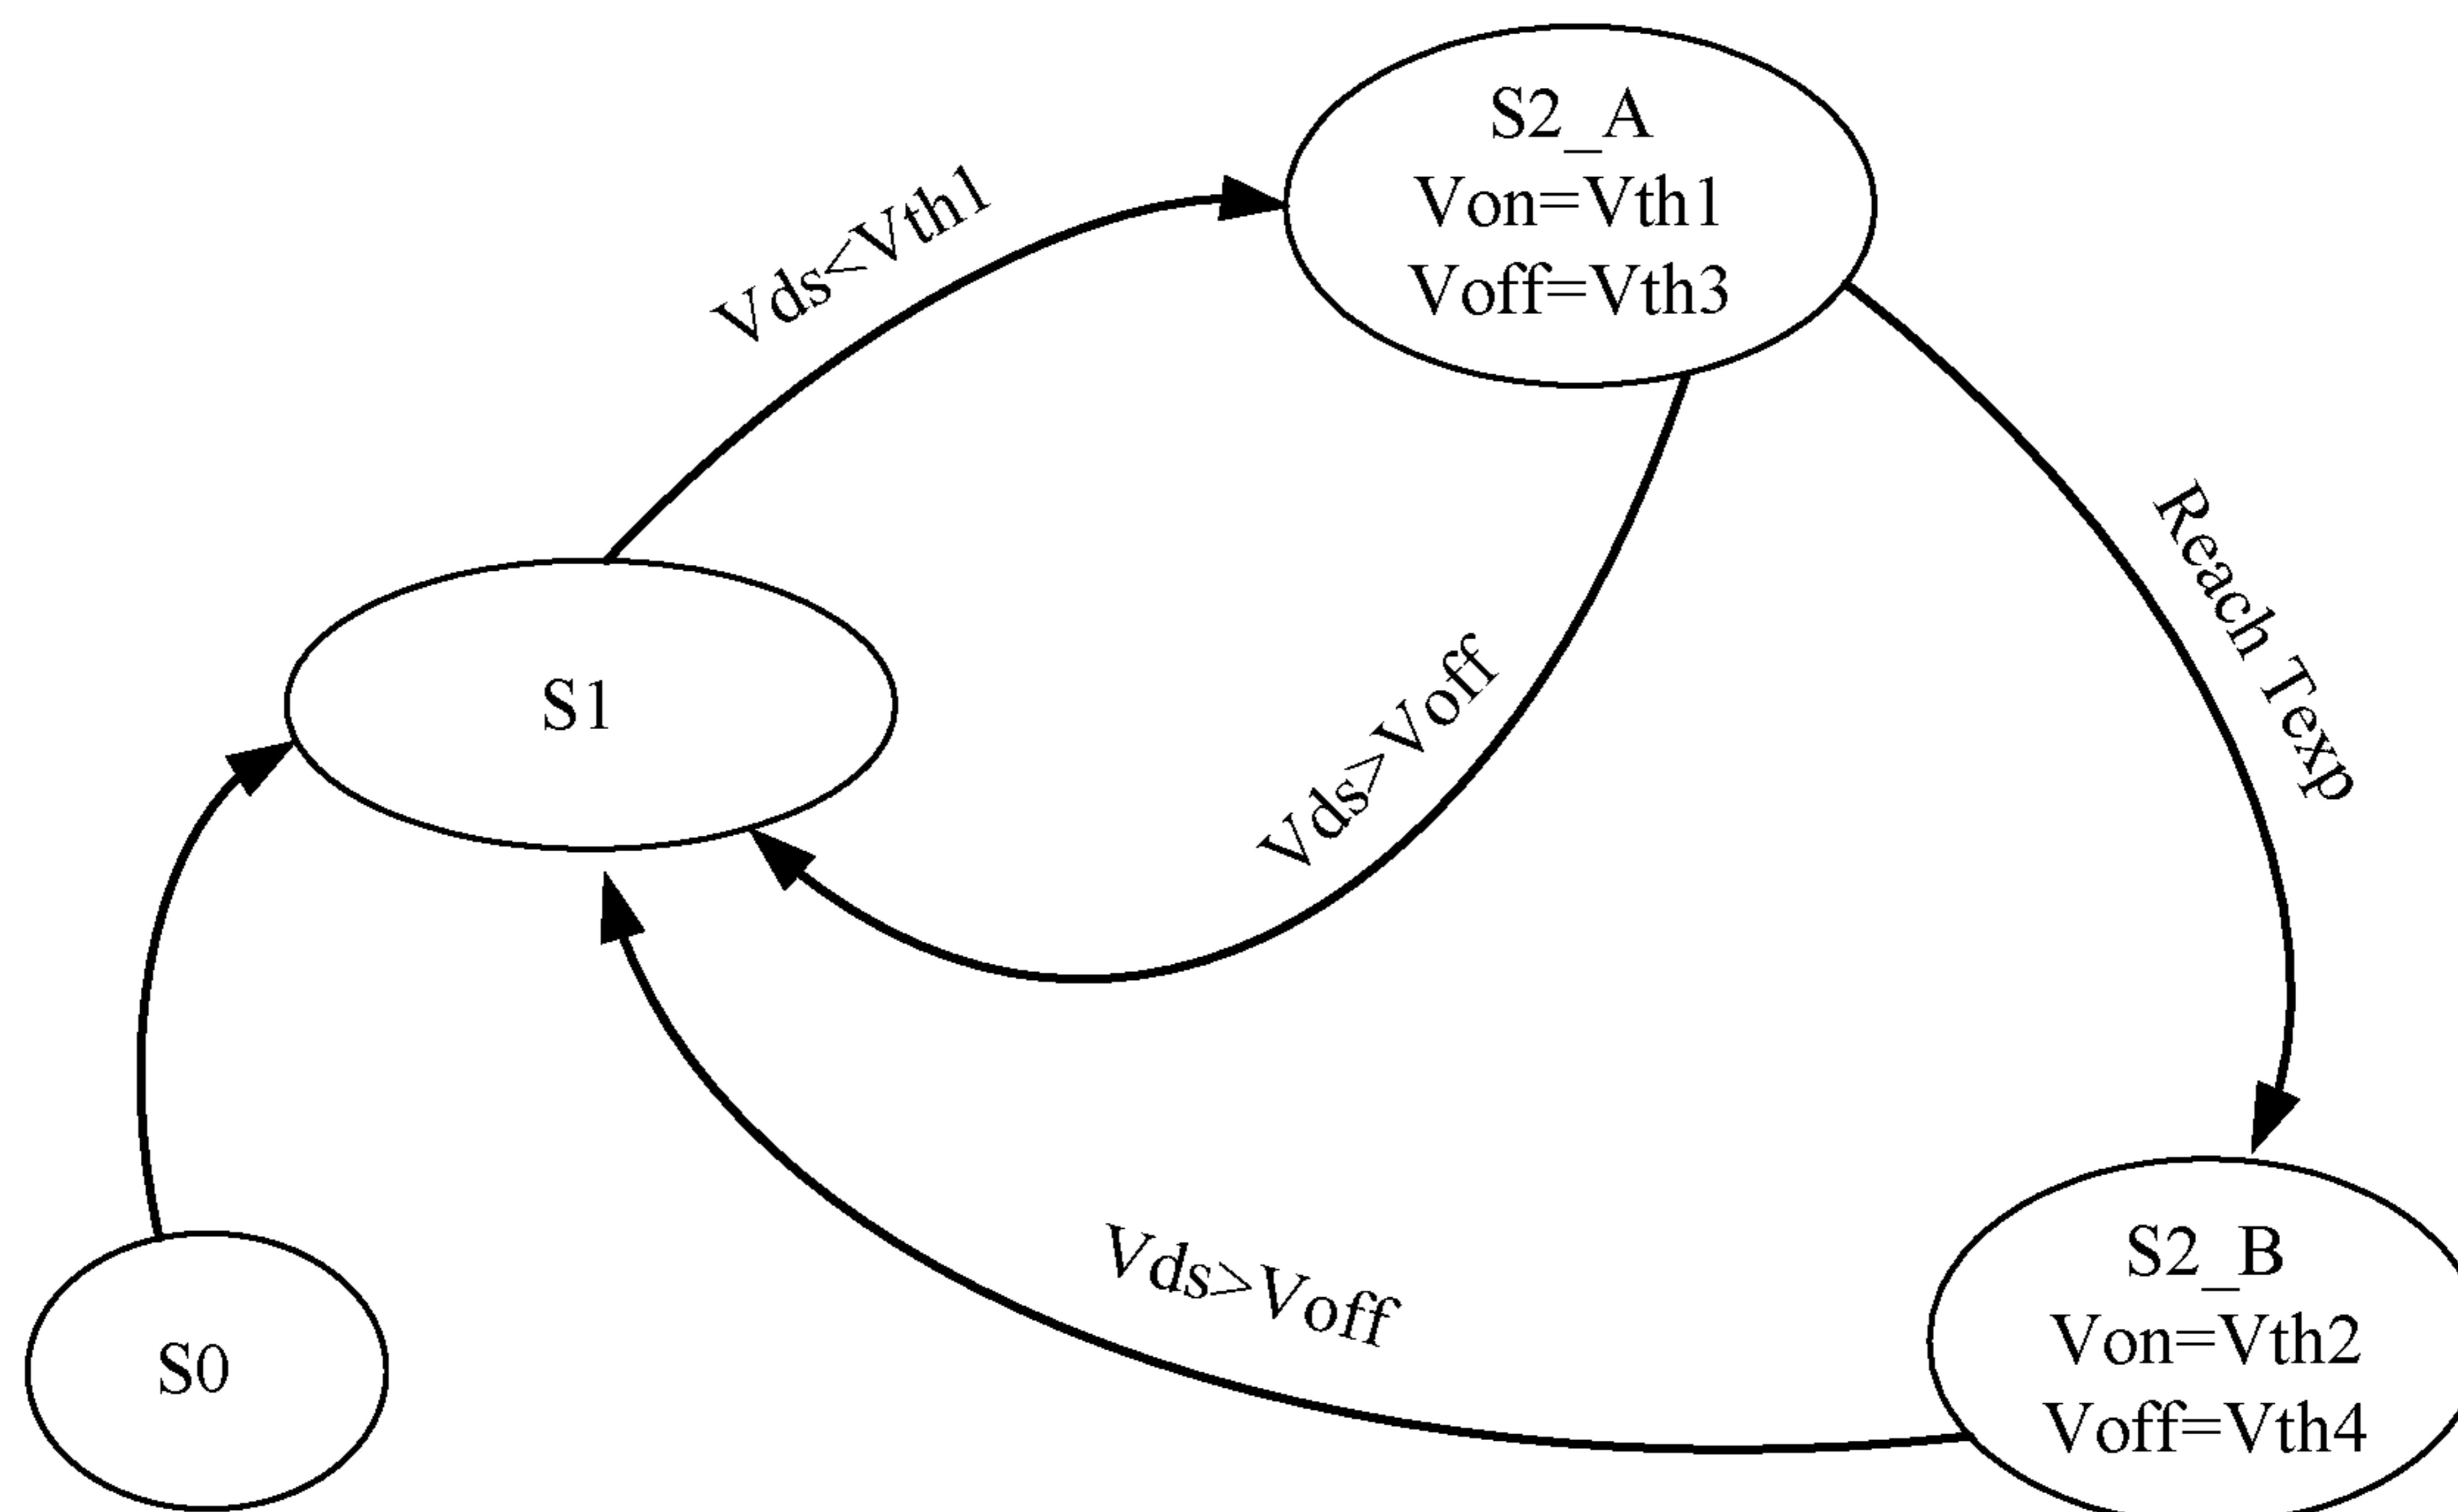 S2_A
Von=Vth1
Voff=Vth3
Vds<Vth1
Reach Texp
S1
Vds>Voff
Vds>Voff
S2_B
Von=Vth2
Voff=Vth4
S0